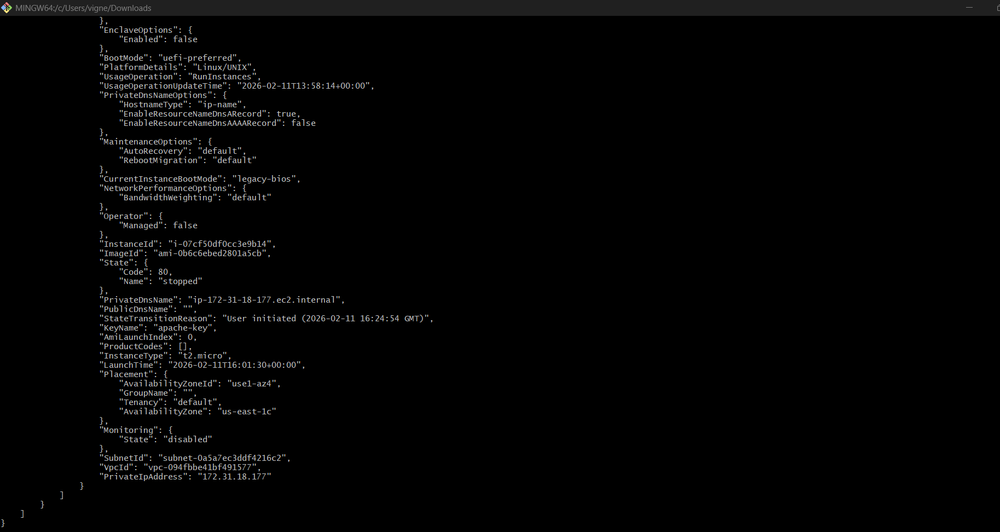 MINGW64:/c/Users/vigne/Downloads
},
"EnclaveOptions": {
"Enabled": false
},
"BootMode": "uefi-preferred",
"PlatformDetails": "Linux/UNIX",
"UsageOperation": "RunInstances",
"UsageOperationUpdateTime": "2026-02-11T13:58:14+00:00",
"PrivateDnsNameOptions": {
"HostnameType": "ip-name",
"EnableResourceNameDnsARecord": true,
"EnableResourceNameDnsAAAARecord": false
},
"MaintenanceOptions": {
"AutoRecovery": "default",
"RebootMigration": "default"
},
"CurrentInstanceBootMode": "legacy-bios",
"NetworkPerformanceOptions": {
"BandwidthWeighting": "default"
},
"Operator": {
"Managed": false
},
"InstanceId": "i-07cf50df0cc3e9b14",
"ImageId": "ami-0b6c6ebed2801a5cb",
"State": {
"Code": 80,
"Name": "stopped"
},
"PrivateDnsName": "ip-172-31-18-177.ec2.internal",
"PublicDnsName": "",
"StateTransitionReason": "User initiated (2026-02-11 16:24:54 GMT)",
"KeyName": "apache-key",
"AmiLaunchIndex": 0,
"ProductCodes": [],
"InstanceType": "t2.micro",
"LaunchTime": "2026-02-11T16:01:30+00:00",
"Placement": {
"AvailabilityZoneId": "use1-az4",
"GroupName": "",
"Tenancy": "default",
"AvailabilityZone": "us-east-1c"
},
"Monitoring": {
"State": "disabled"
},
"SubnetId": "subnet-0a5a7ec3ddf4216c2",
"VpcId": "vpc-094fbbe41bf491577",
"PrivateIpAddress": "172.31.18.177"
}
]
}
]
}